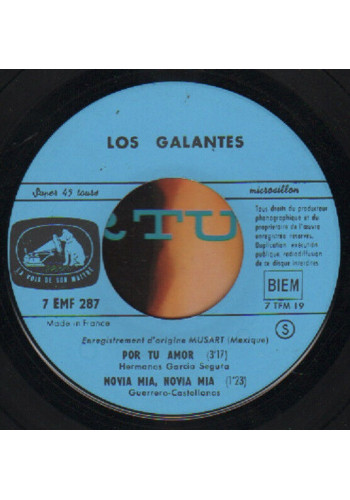 LOS GALANTES
Super 45 tours
microsillon
RTU
Tous droits du producteur
phonographique et du
propriétaire de l'œuvre
enregistrée réservés.
Duplication exécution
publique, radiodiffusion
de ce disque interdites
LA VOIX DE SON MAITRE
7 EMF 287
BIEM
7 TFM 19
Made in France
S
Enregistrement d'origine MUSART (Mexique)
POR TU AMOR (3'17)
Hermanos Garcia Segura
NOVIA MIA, NOVIA MIA (1'23)
Guerrero-Castellanos